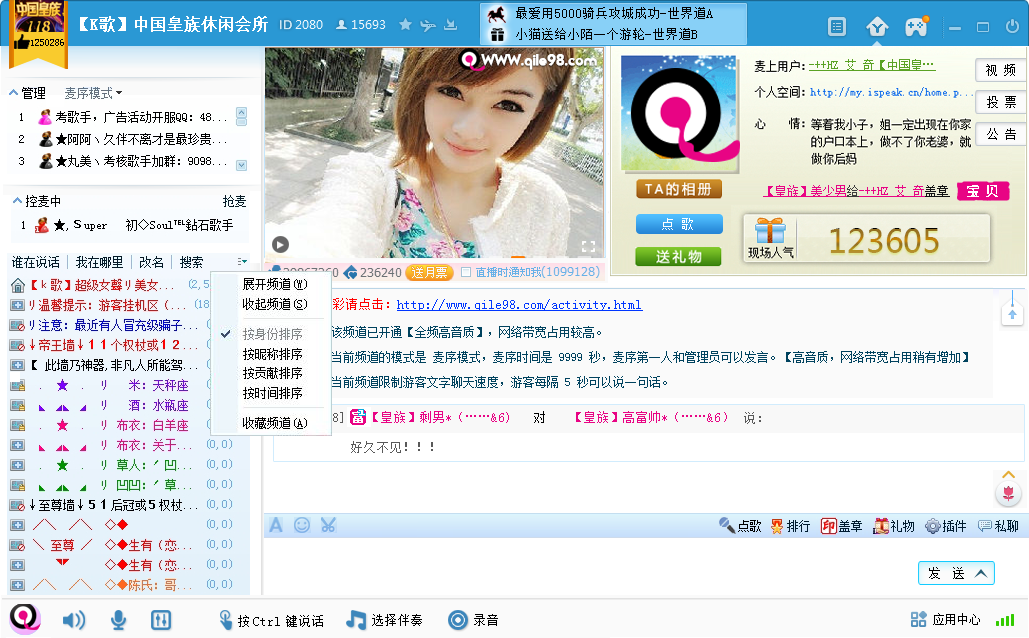 中国皇族
118
1250286
【K歌】中国皇族休闲会所 ID 2080 15693
最爱用5000骑兵攻城成功-世界道A
小猫送给小陌一个游轮-世界道B
管理 麦序模式
1 考歌手，广告活动开服QQ：48...
2 ★阿阿ヽ欠伴不离才是最珍贵...
3 ★丸美ヽ考核歌手加群：9098...
控麦中 抢麦
1 ★, Super 初◇Soul℡钻石歌手
谁在说话 我在哪里 改名 搜索
【k歌】超级女聲リ美女... (2,5
リ温馨提示：游客挂机区（... (18
リ注意：最近有人冒充级骗子...
↓帝王墙↓11个权杖或12...
【 此墙乃神器,非凡人所能驾...
. ★ . リ 米：天秤座
リ 酒：水瓶座
. ★ . リ 布衣：白羊座
リ 布衣：关于... (0,0)
. ★ . リ 草人：╯凹... (0,0)
リ 凹凹：╯草... (0,0)
↓至尊墙↓51后冠或5权杖... (0,0)
╱╲ ╱╲ ◇◆ (0,0)
╲ 至尊 ╱ ◇◆生有（恋... (0,0)
◇◆生有（恋... (0,0)
╱╲ ╱╲ ◇◆陈氏：哥... (0,0)
展开频道(W)
收起频道(S)
按身份排序
按昵称排序
按贡献排序
按时间排序
收藏频道(A)
www.qile98.com
236240 送月票 直播时通知我(1099128)
麦上用户：-+++HZ 艾 奇【中国皇...
个人空间：http://my.ispeak.cn/home.p...
心 情：等着我小子，姐一定出现在你家的户口本上，做不了你老婆，就做你后妈
视 频
投 票
公 告
TA的相册
点 歌
送礼物
【皇族】美少男给-+++HZ 艾 奇盖章 宝 贝
现场人气 123605
彩请点击：http://www.qile98.com/activity.html
该频道已开通【全频高音质】，网络带宽占用较高。
当前频道的模式是 麦序模式，麦序时间是 9999 秒，麦序第一人和管理员可以发言。【高音质，网络带宽占用稍有增加】
当前频道限制游客文字聊天速度，游客每隔 5 秒可以说一句话。
8] 富【皇族】剩男*（……&6） 对 【皇族】高富帅*（……&6） 说：
好久不见！！！
点歌 排行 印 盖章 礼物 插件 私聊
发 送
按Ctrl 键说话 选择伴奏 录音 应用中心